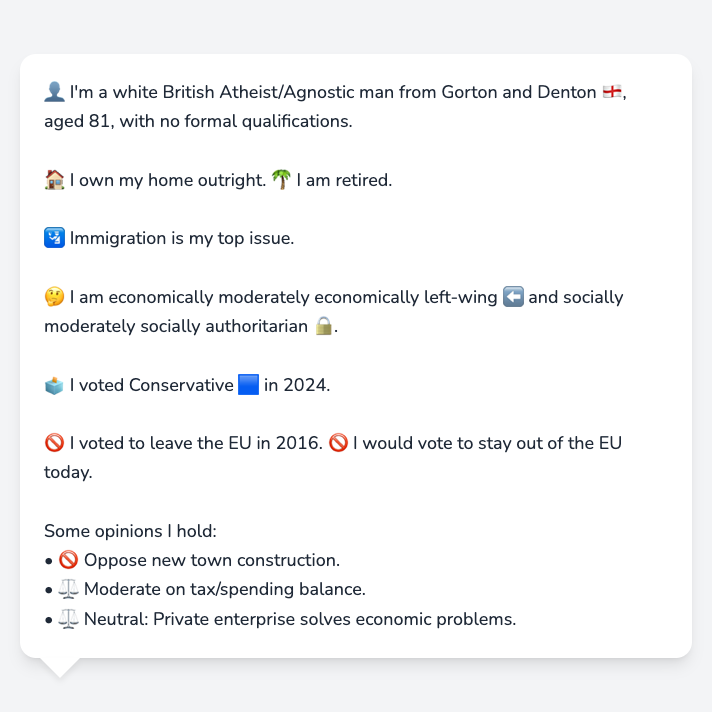 👤 I'm a white British Atheist/Agnostic man from Gorton and Denton 🏴󠁧󠁢󠁥󠁮󠁧󠁿,
aged 81, with no formal qualifications.
🏠 I own my home outright. 🌴 I am retired.
🛂 Immigration is my top issue.
🤔 I am economically moderately economically left-wing ⬅️ and socially
moderately socially authoritarian 🔒.
🗳️ I voted Conservative 🟦 in 2024.
🚫 I voted to leave the EU in 2016. 🚫 I would vote to stay out of the EU
today.
Some opinions I hold:
• 🚫 Oppose new town construction.
• ⚖️ Moderate on tax/spending balance.
• ⚖️ Neutral: Private enterprise solves economic problems.